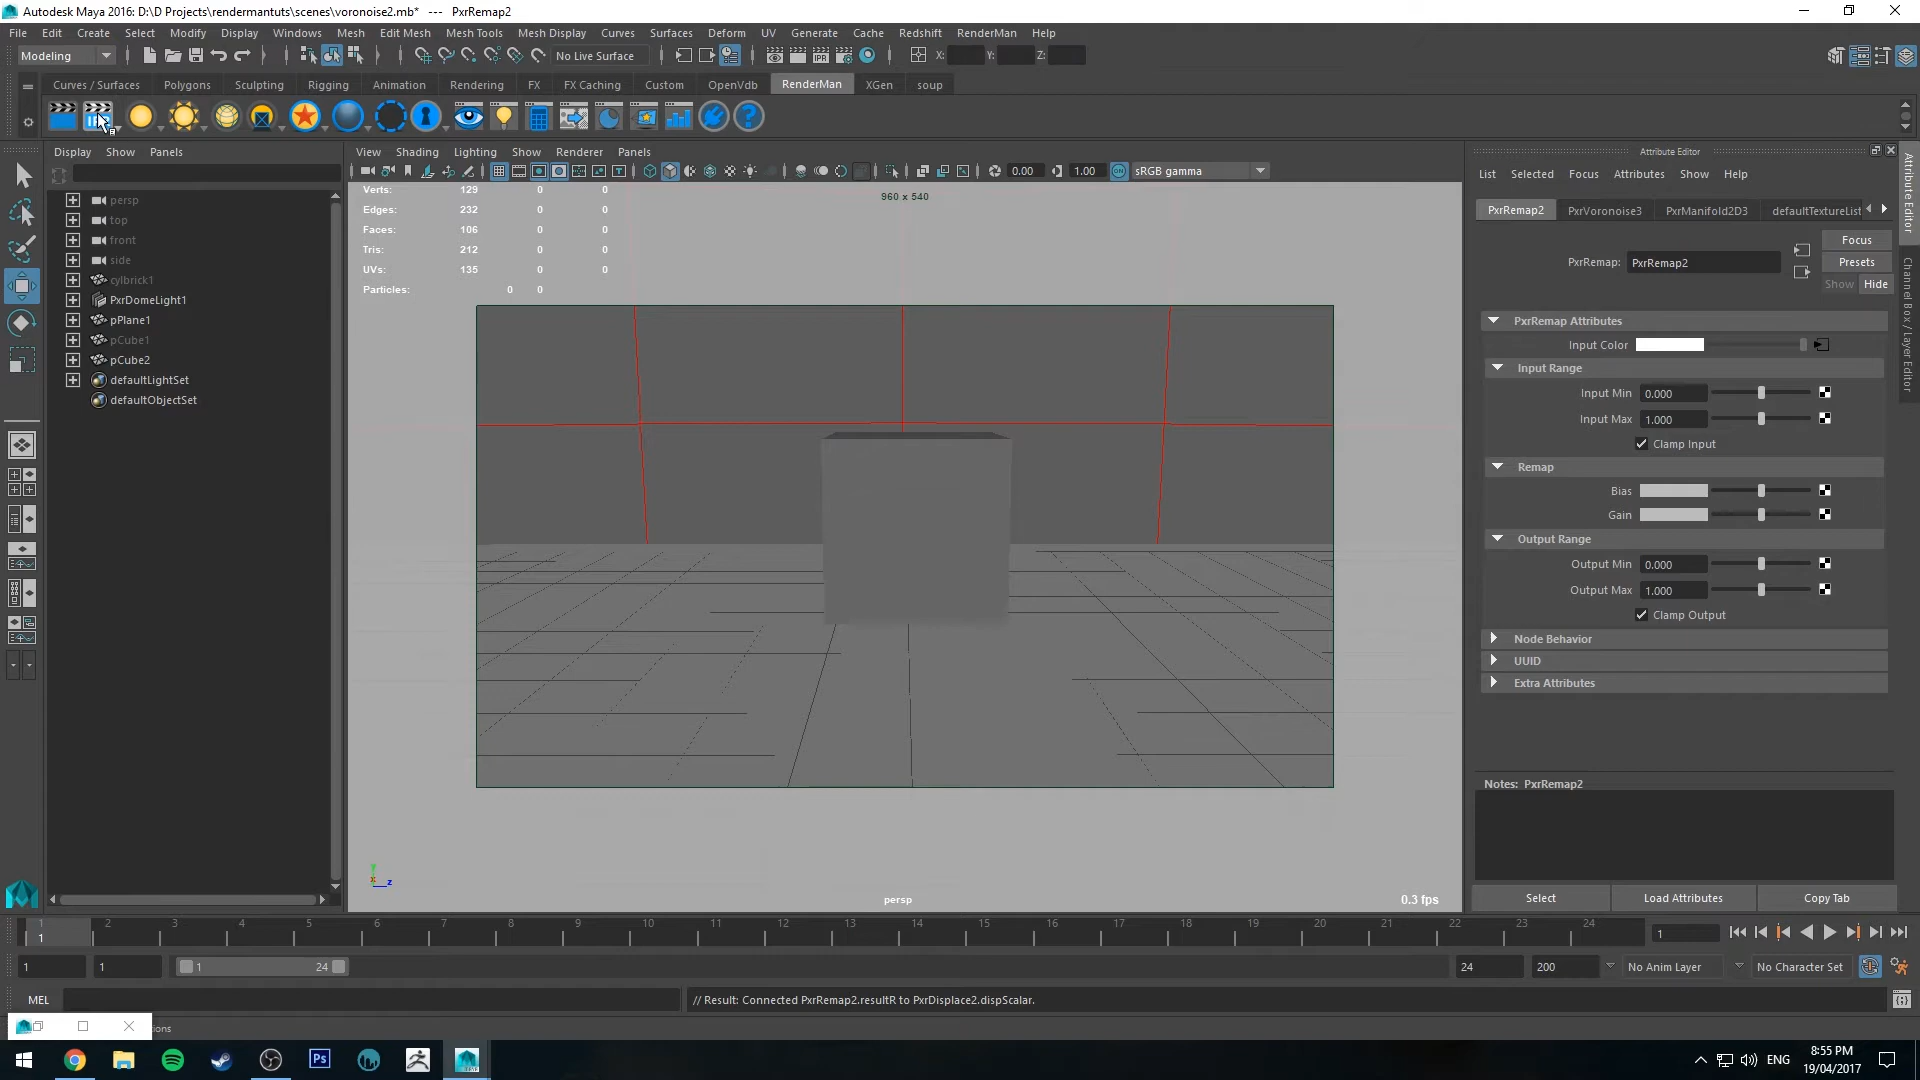 Autodesk Maya 2016: D:\D Projects\rendermantuts\scenes\voronoise2.mb* --- PxrRemap2
File Edit Create Select Modify Display Windows Mesh Edit Mesh Mesh Tools Mesh Display Curves Surfaces Deform UV Generate Cache Redshift RenderMan Help
Modeling No Live Surface IPR X: Y: Z:
Curves / Surfaces Polygons Sculpting Rigging Animation Rendering FX FX Caching Custom OpenVdb RenderMan XGen soup
Display Show Panels
View Shading Lighting Show Renderer Panels
0.00 1.00 sRGB gamma
persp
top
front
side
cylbrick1
PxrDomeLight1
pPlane1
pCube1
pCube2
defaultLightSet
defaultObjectSet
Verts: 129 0 0
Edges: 232 0 0
Faces: 106 0 0
Tris: 212 0 0
UVs: 135 0 0
Particles: 0 0
960 x 540
y
z
persp
0.3 fps
Attribute Editor
List Selected Focus Attributes Show Help
PxrRemap2 PxrVoronoise3 PxrManifold2D3 defaultTextureList
Focus
PxrRemap: PxrRemap2
Presets
Show Hide
PxrRemap Attributes
Input Color
Input Range
Input Min 0.000
Input Max 1.000
Clamp Input
Remap
Bias
Gain
Output Range
Output Min 0.000
Output Max 1.000
Clamp Output
Node Behavior
UUID
Extra Attributes
Notes: PxrRemap2
Select Load Attributes Copy Tab
Attribute Editor
Channel Box / Layer Editor
1 2 3 4 5 6 7 8 9 10 11 12 13 14 15 16 17 18 19 20 21 22 23 24
1
1
1 1 1 24 24 200 No Anim Layer No Character Set
MEL // Result: Connected PxrRemap2.resultR to PxrDisplace2.dispScalar.
ions
Ps
ENG
8:55 PM
19/04/2017